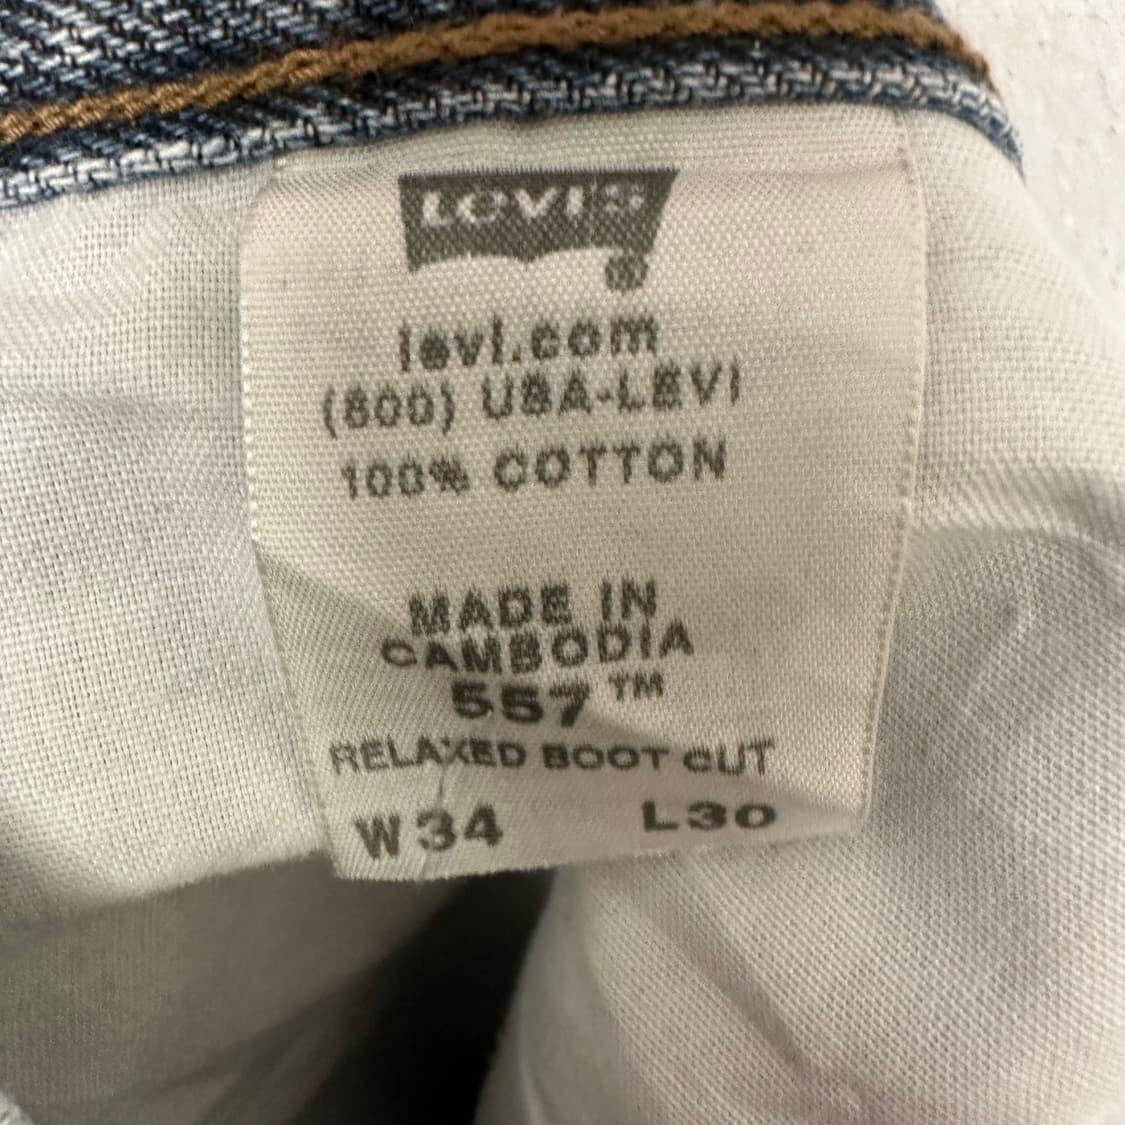 LEVI'S ®
levi.com
(800) USA-LEVI
100% COTTON
MADE IN
CAMBODIA
557™
RELAXED BOOT CUT
W34 L30